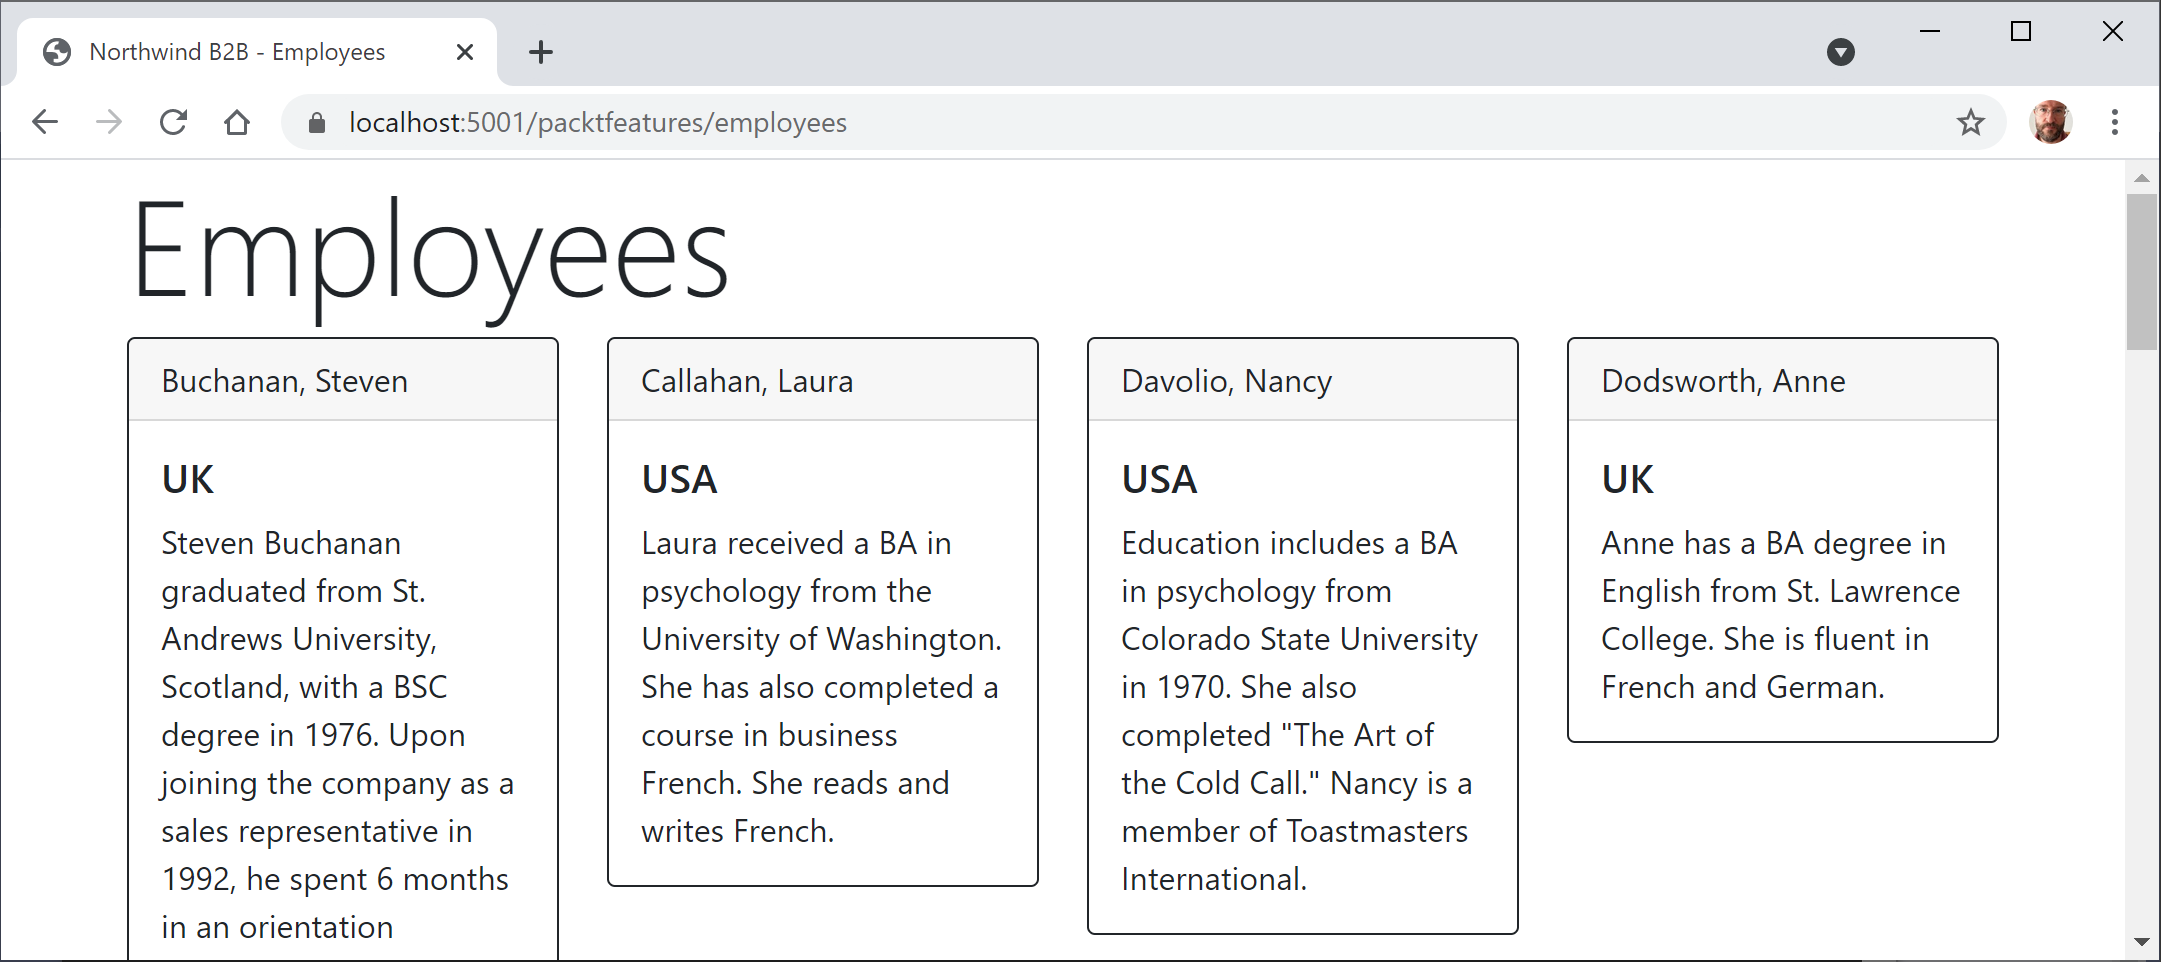 Northwind B2B - Employees
localhost:5001/packtfeatures/employees
Employees
Buchanan, Steven
UK
Steven Buchanan
graduated from St.
Andrews University,
Scotland, with a BSC
degree in 1976. Upon
joining the company as a
sales representative in
1992, he spent 6 months
in an orientation
Callahan, Laura
USA
Laura received a BA in
psychology from the
University of Washington.
She has also completed a
course in business
French. She reads and
writes French.
Davolio, Nancy
USA
Education includes a BA
in psychology from
Colorado State University
in 1970. She also
completed "The Art of
the Cold Call." Nancy is a
member of Toastmasters
International.
Dodsworth, Anne
UK
Anne has a BA degree in
English from St. Lawrence
College. She is fluent in
French and German.